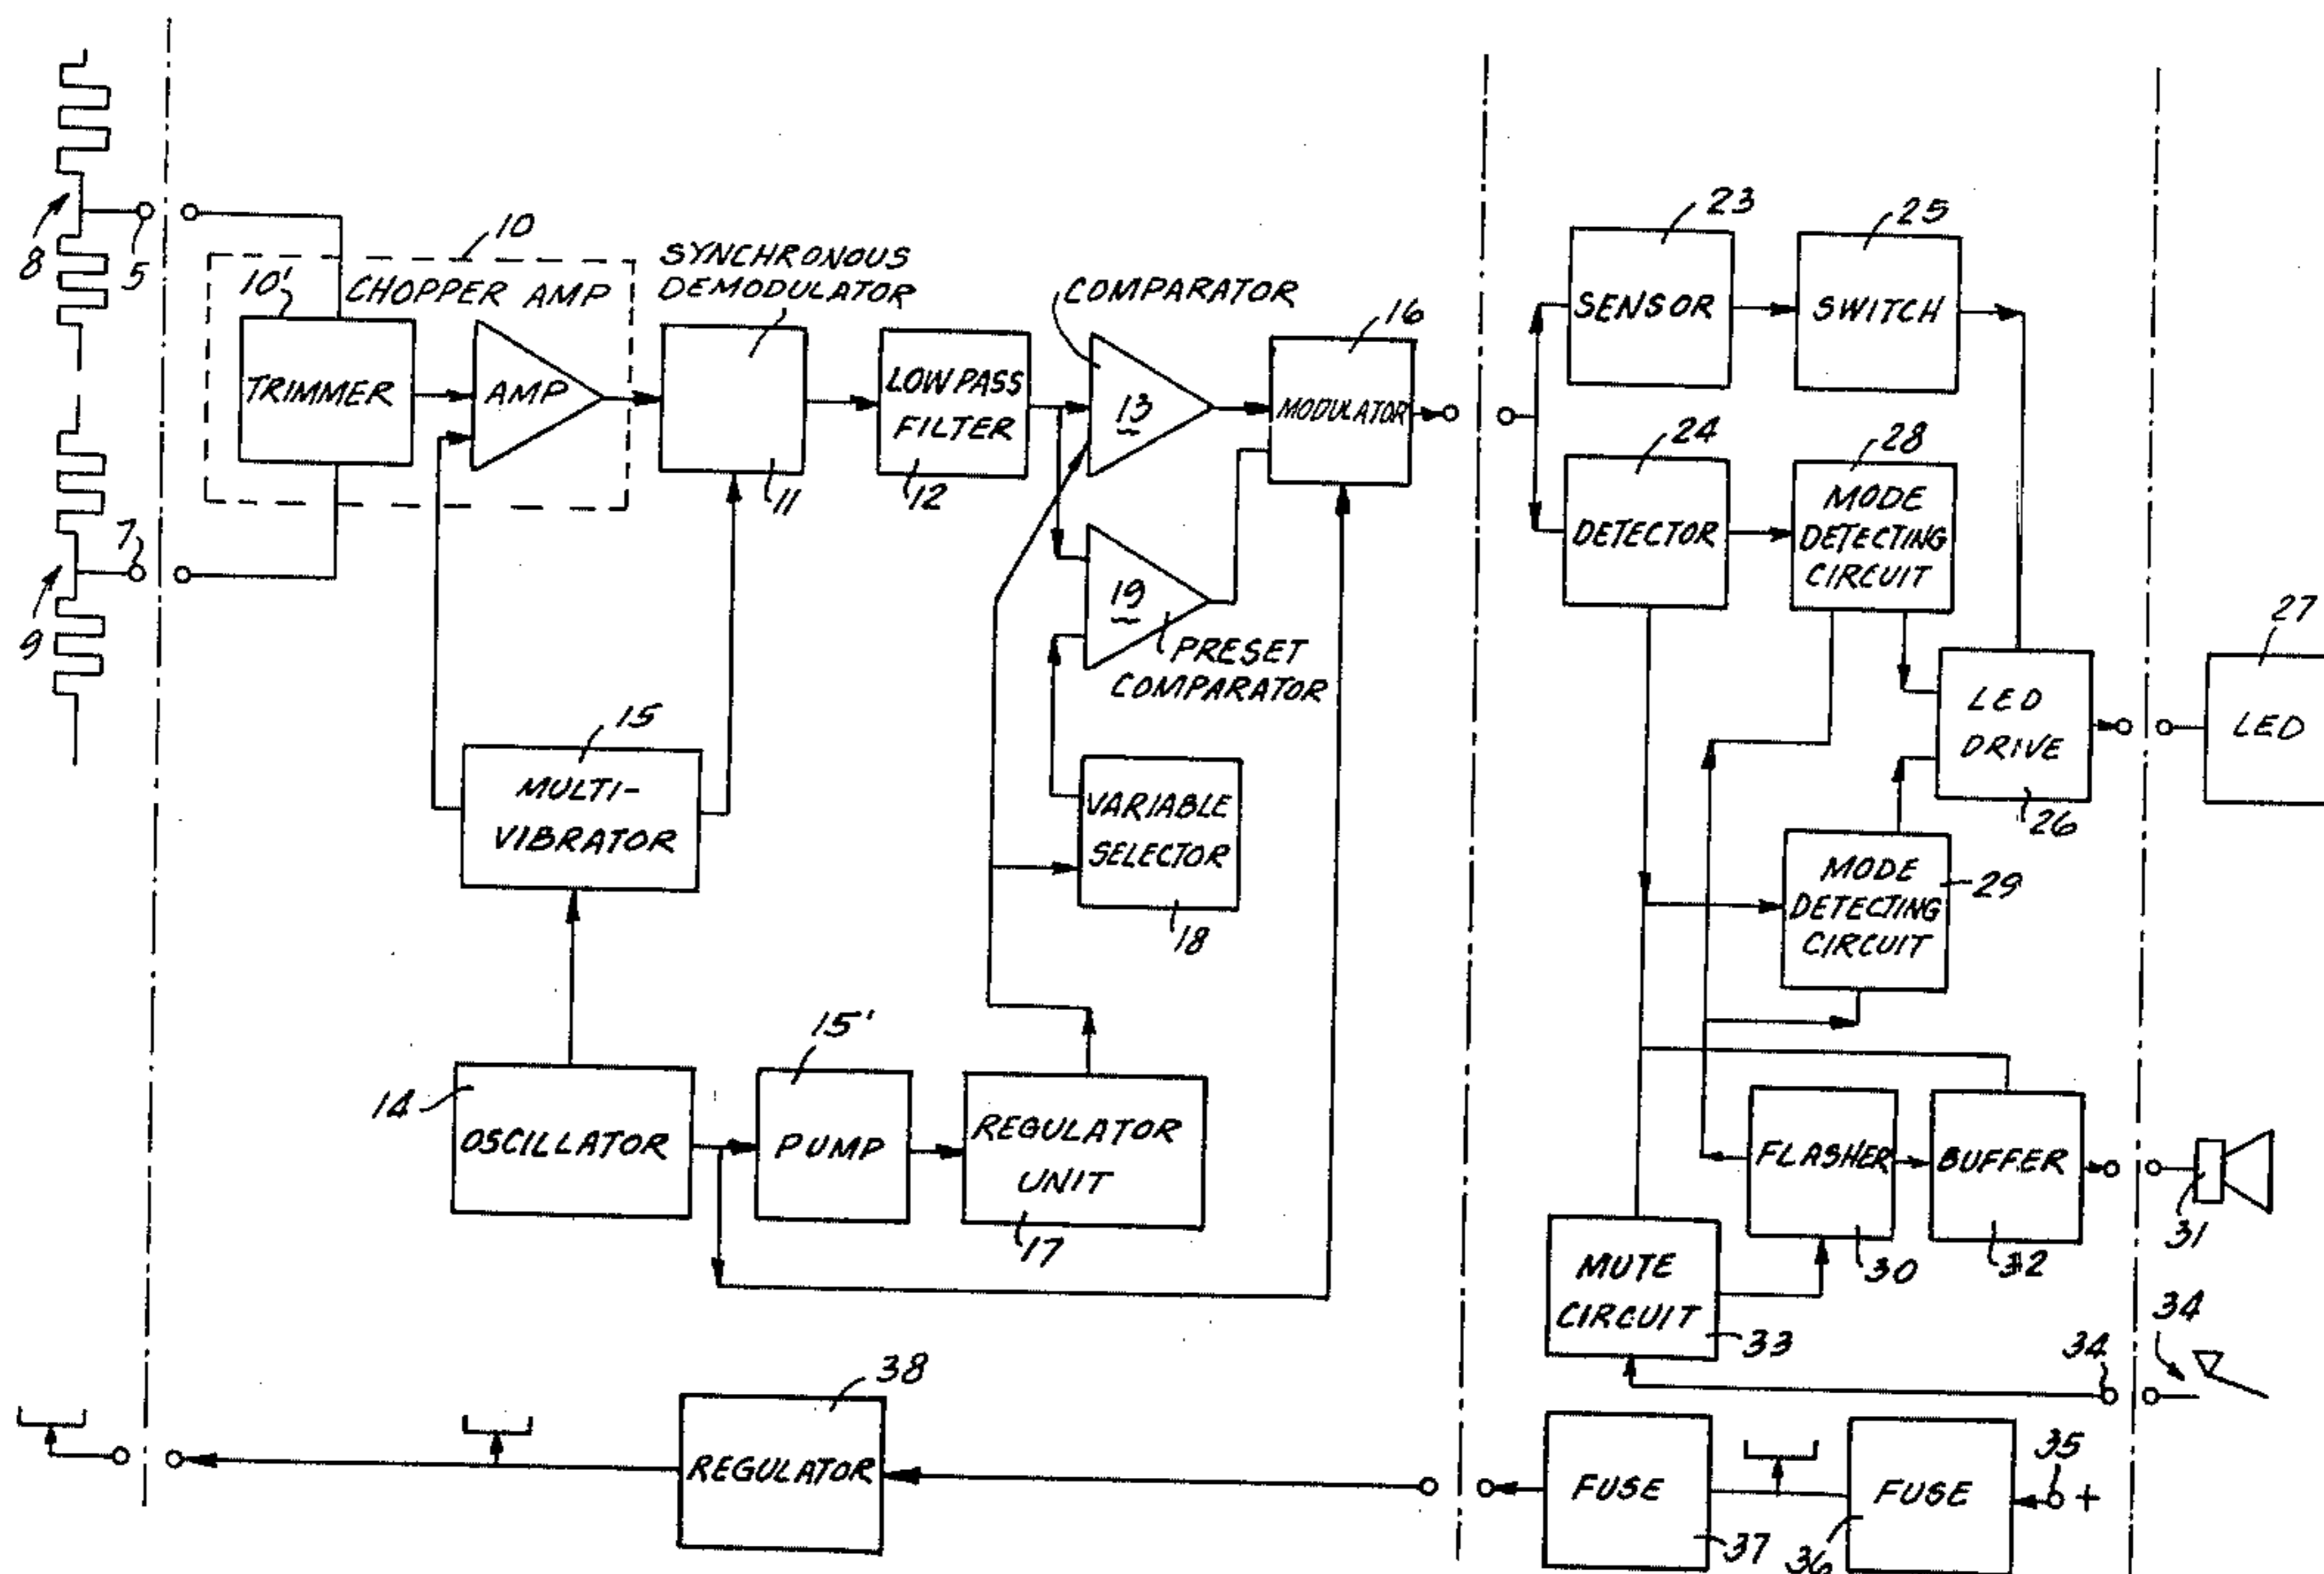 8
5
10
10'
CHOPPER AMP
TRIMMER
AMP
SYNCHRONOUS
DEMODULATOR
11
LOW PASS
FILTER
12
COMPARATOR
13
16
MODULATOR
7
9
19
PRESET
COMPARATOR
15
MULTI-
VIBRATOR
VARIABLE
SELECTOR
18
14
OSCILLATOR
15'
PUMP
REGULATOR
UNIT
17
38
REGULATOR
23
SENSOR
25
SWITCH
24
DETECTOR
28
MODE
DETECTING
CIRCUIT
27
LED
LED
DRIVE
26
MODE
DETECTING
CIRCUIT
29
FLASHER
30
BUFFER
32
31
MUTE
CIRCUIT
33
34
34
FUSE
37
FUSE
36
35
+